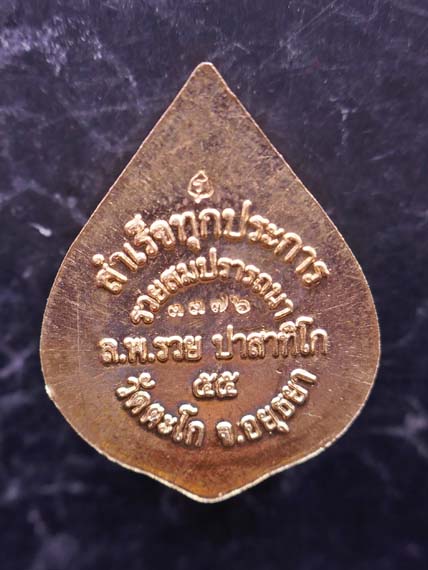 สำเร็จทุกประการ
รวยสมปรารถนา
๓๓๗๖
ล.พ.รวย ปาสาทิโก
๕๕
วัดตะโก จ.อยุธยา